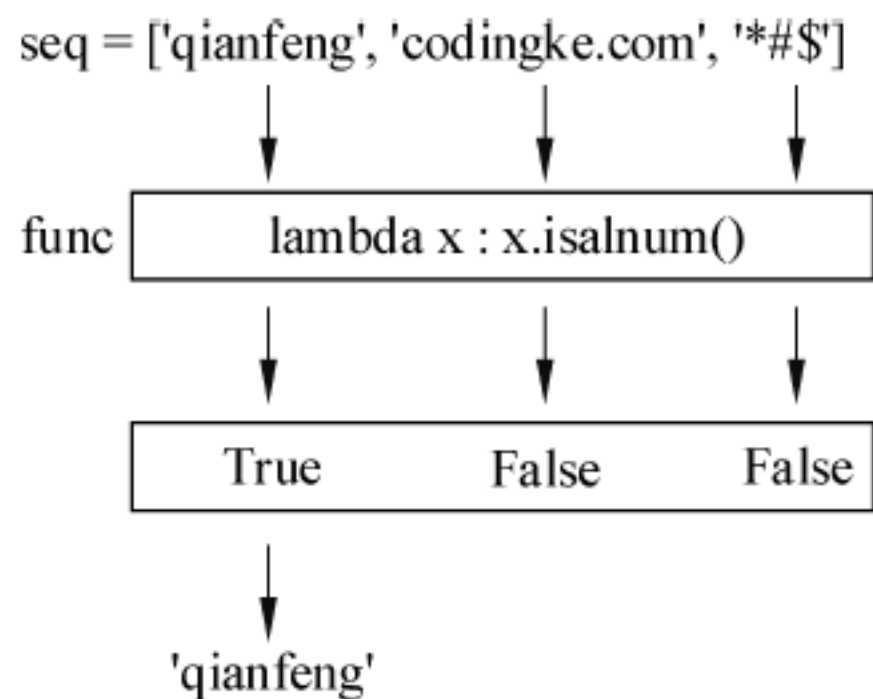 seq = ['qianfeng', 'codingke.com', '*#$']
func lambda x : x.isalnum()
True False False
'qianfeng'